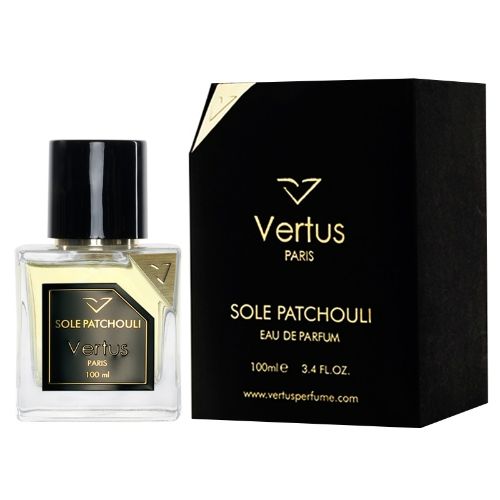 SOLE PATCHOULI
Vertus
PARIS
100 ml
Vertus
PARIS
SOLE PATCHOULI
EAU DE PARFUM
100ml e 3.4 FL.OZ.
www.vertusperfume.com